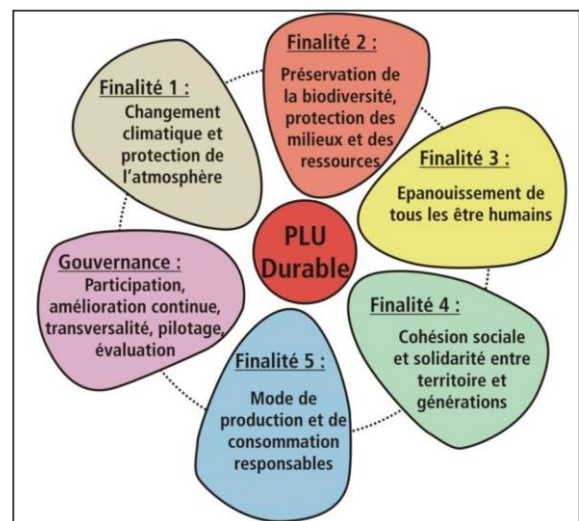 Finalité 1 :
Changement
climatique et
protection de
l'atmosphère
Finalité 2 :
Préservation de
la biodiversité,
protection des
milieux et des
ressources
Finalité 3 :
Epanouissement de
tous les être humains
PLU
Durable
Gouvernance :
Participation,
amélioration continue,
transversalité, pilotage,
évaluation
Finalité 4 :
Cohésion sociale
et solidarité entre
territoire et
générations
Finalité 5 :
Mode de
production et de
consommation
responsables